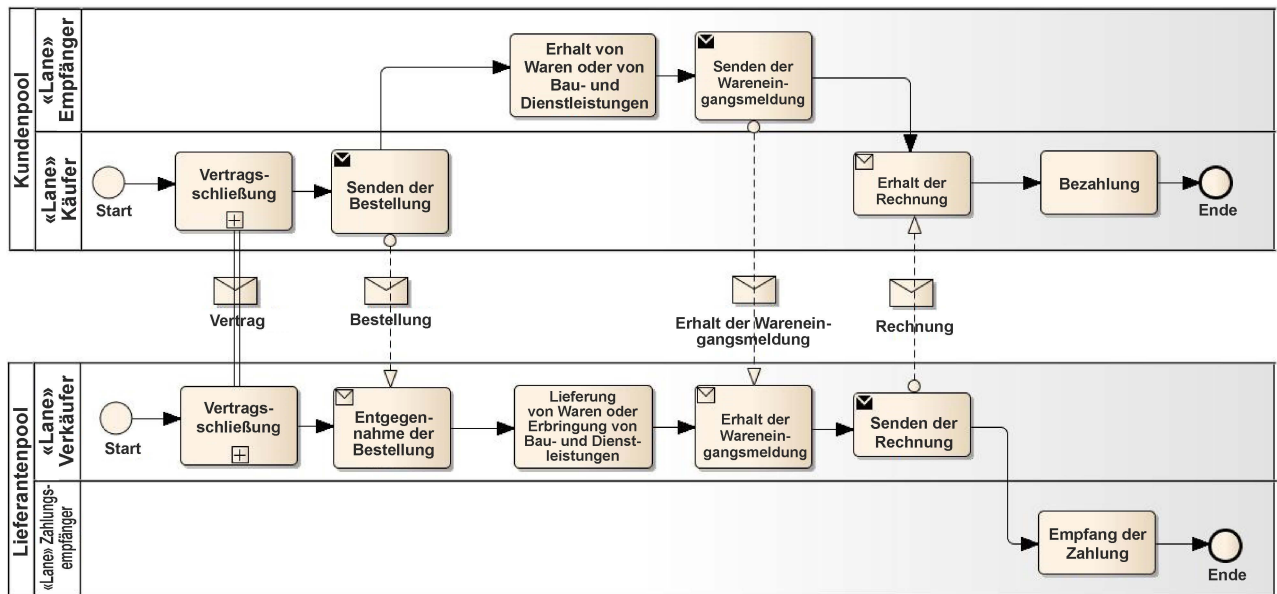 Kundenpool
«Lane»
Empfänger
Erhalt von
Waren oder von
Bau- und
Dienstleistungen
Senden der
Warenein-
gangsmeldung
«Lane»
Käufer
Start
Vertrags-
schließung
Senden der
Bestellung
Erhalt der
Rechnung
Bezahlung
Ende
Vertrag
Bestellung
Erhalt der Warenein-
gangsmeldung
Rechnung
Lieferantenpool
«Lane»
Verkäufer
Start
Vertrags-
schließung
Entgegen-
nahme der
Bestellung
Lieferung
von Waren oder
Erbringung von
Bau- und Dienst-
leistungen
Erhalt der
Warenein-
gangsmeldung
Senden der
Rechnung
«Lane» Zahlungs-
empfänger
Empfang der
Zahlung
Ende